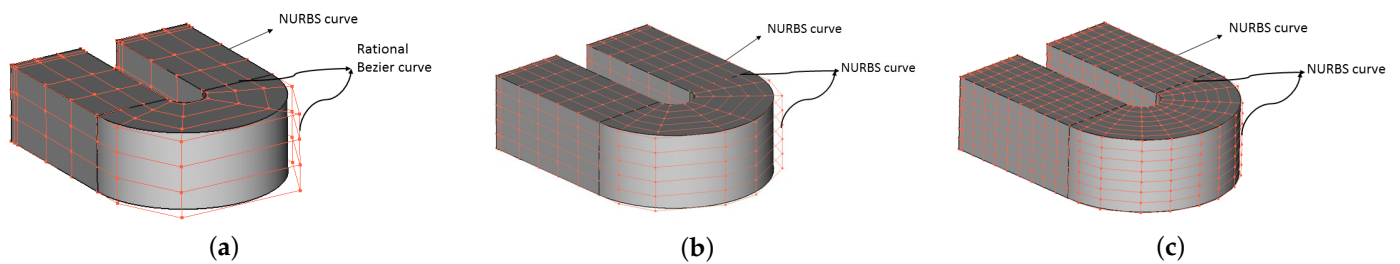 NURBS curve
Rational
Bezier curve
(a)
NURBS curve
NURBS curve
(b)
NURBS curve
NURBS curve
(c)